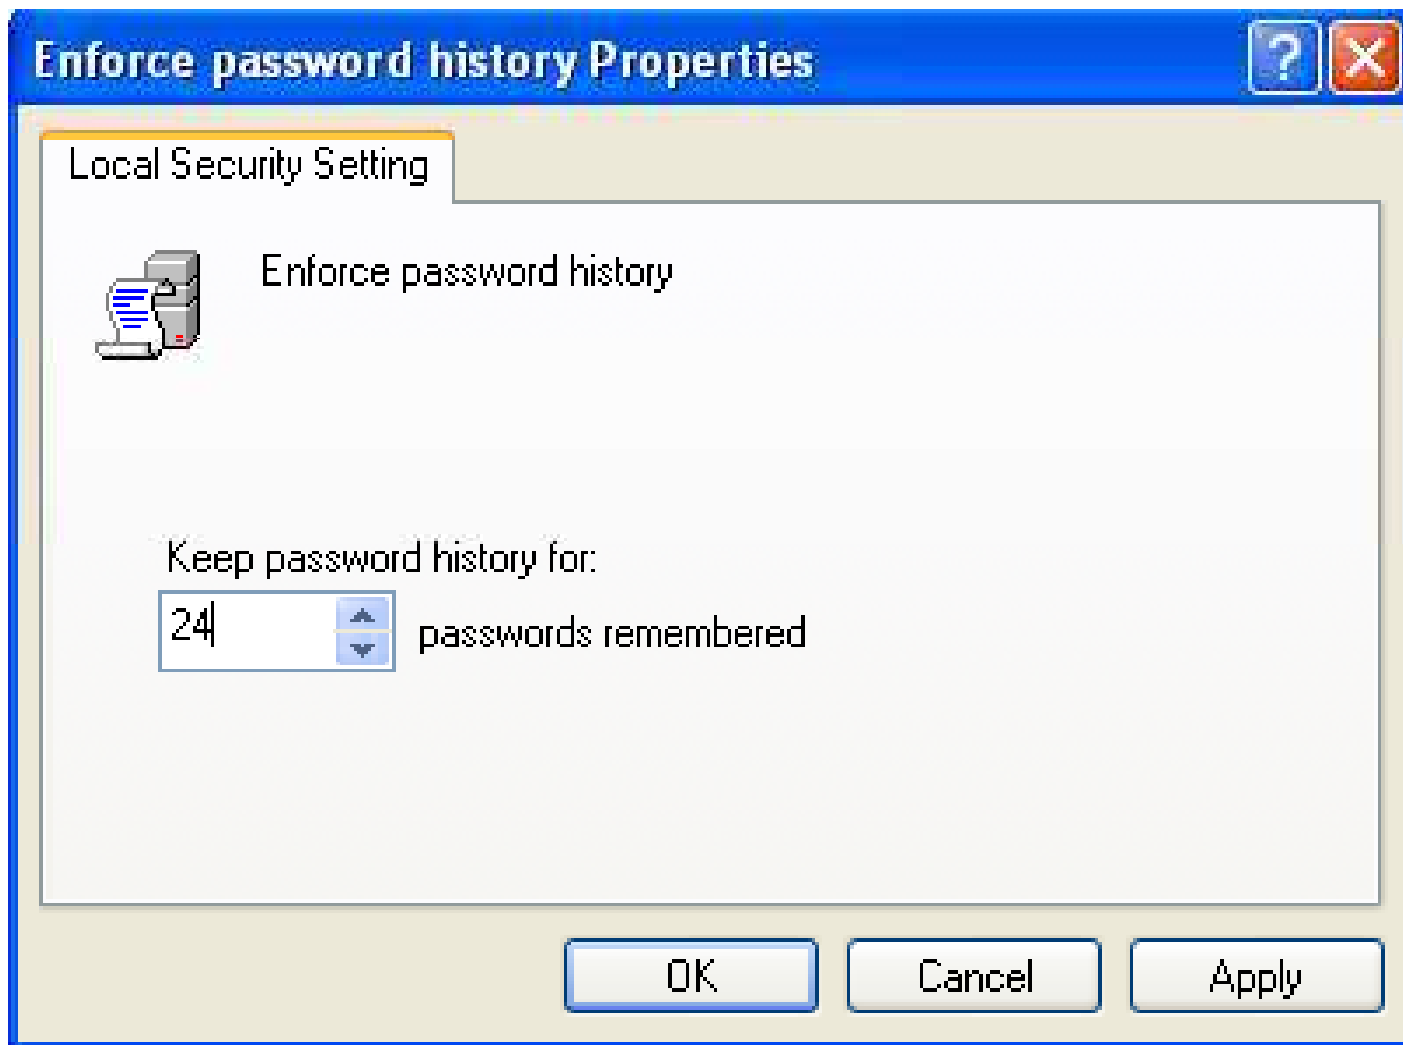 Enforce password history Properties
Local Security Setting
Enforce password history
Keep password history for:
24 passwords remembered
OK Cancel Apply